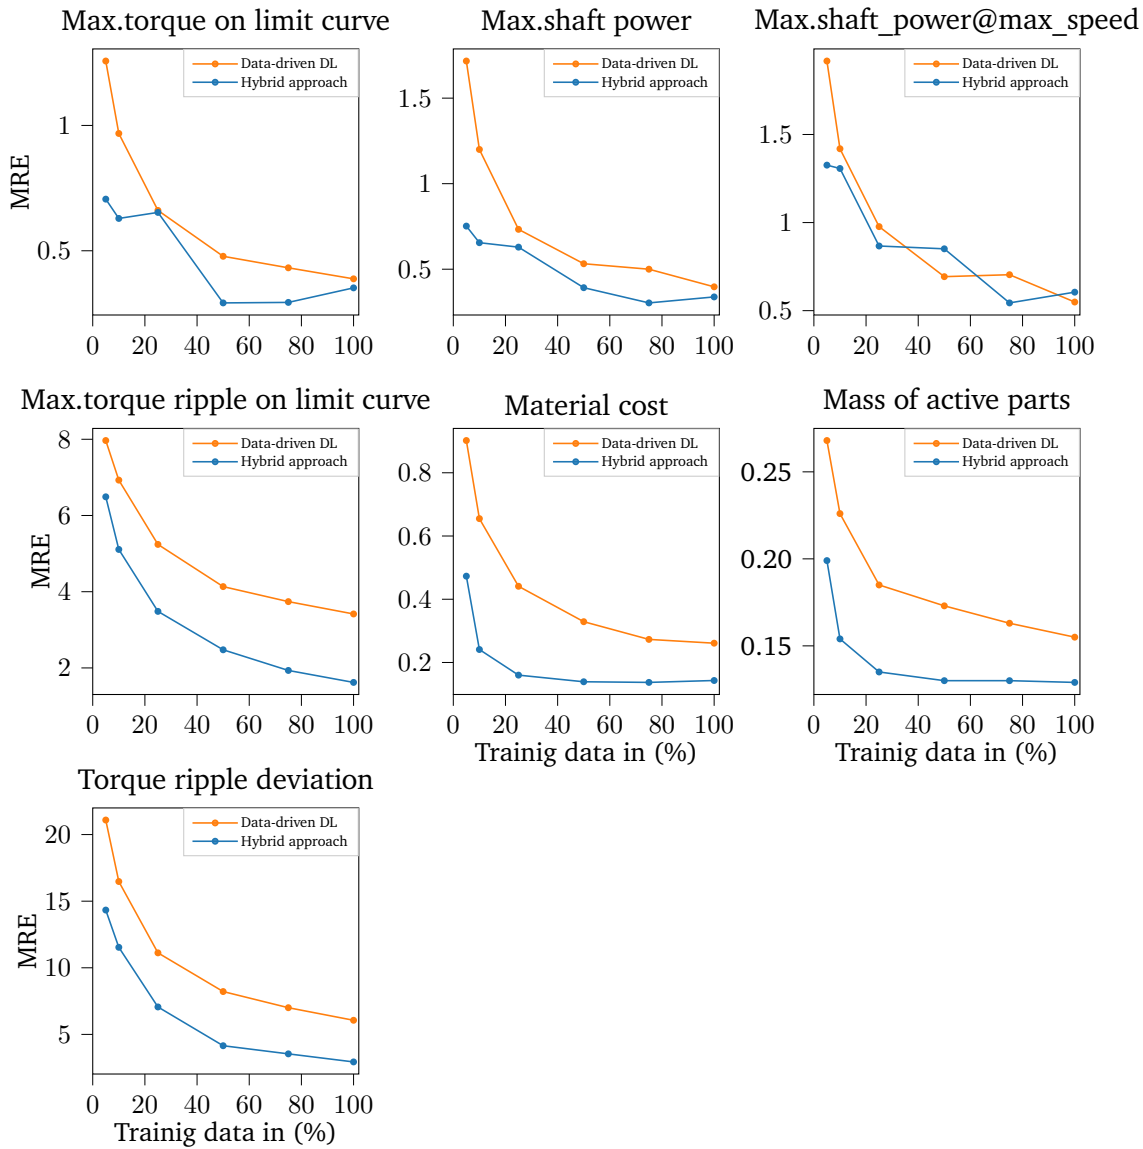 Max.torque on limit curve
Data-driven DL
Hybrid approach
MRE
1
0.5
0 20 40 60 80 100
Max.shaft power
Data-driven DL
Hybrid approach
1.5
1
0.5
0 20 40 60 80 100
Max.shaft_power@max_speed
Data-driven DL
Hybrid approach
1.5
1
0.5
0 20 40 60 80 100
Max.torque ripple on limit curve
Data-driven DL
Hybrid approach
MRE
8
6
4
2
0 20 40 60 80 100
Material cost
Data-driven DL
Hybrid approach
0.8
0.6
0.4
0.2
0 20 40 60 80 100
Trainig data in (%)
Mass of active parts
Data-driven DL
Hybrid approach
0.25
0.20
0.15
0 20 40 60 80 100
Trainig data in (%)
Torque ripple deviation
Data-driven DL
Hybrid approach
MRE
20
15
10
5
0 20 40 60 80 100
Trainig data in (%)